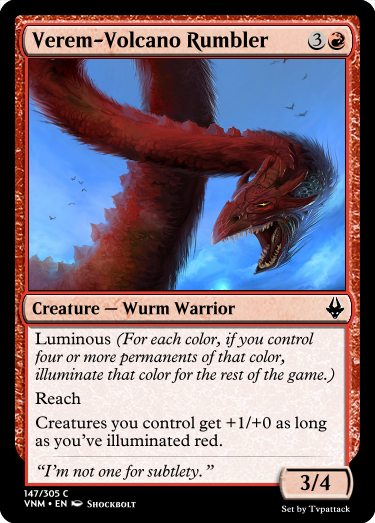 Verem-Volcano Rumbler 3
Creature — Wurm Warrior
Luminous (For each color, if you control
four or more permanents of that color,
illuminate that color for the rest of the game.)
Reach
Creatures you control get +1/+0 as long
as you've illuminated red.
"I'm not for subtlety."
3/4
147/305 C
VNM • EN Shockbolt
Set by Tvpattack